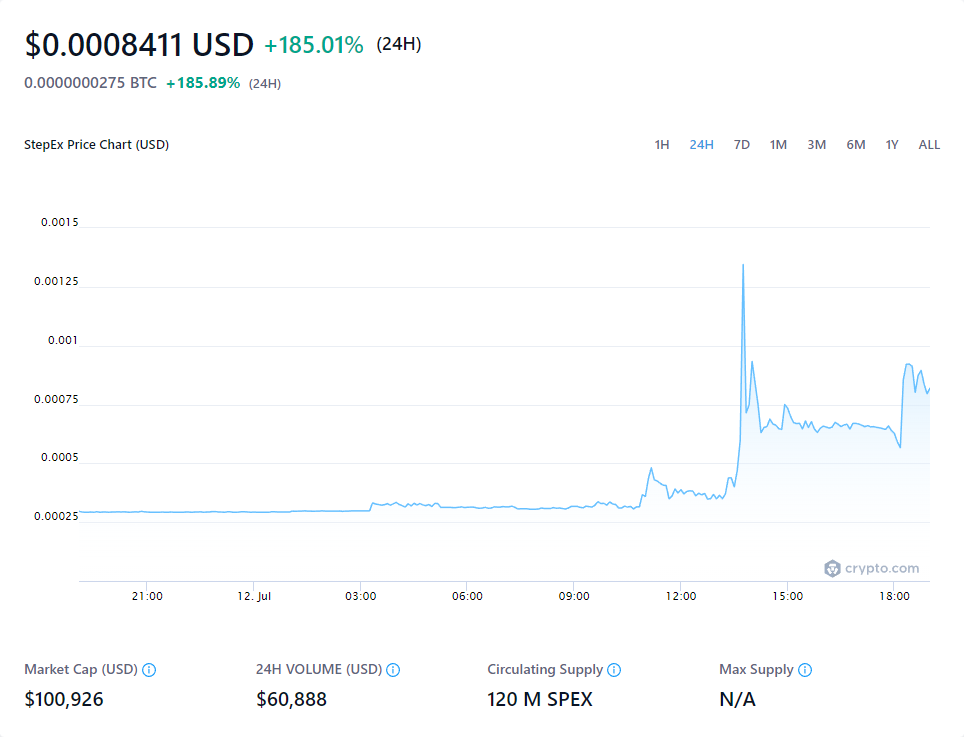 $0.0008411 USD +185.01% (24H)
0.0000000275 BTC +185.89% (24H)
StepEx Price Chart (USD) 1H 24H 7D 1M 3M 6M 1Y ALL
0.0015
0.00125
0.001
0.00075
0.0005
0.00025
crypto.com
21:00 12. Jul 03:00 06:00 09:00 12:00 15:00 18:00
Market Cap (USD) 24H VOLUME (USD) Circulating Supply Max Supply
$100,926 $60,888 120 M SPEX N/A